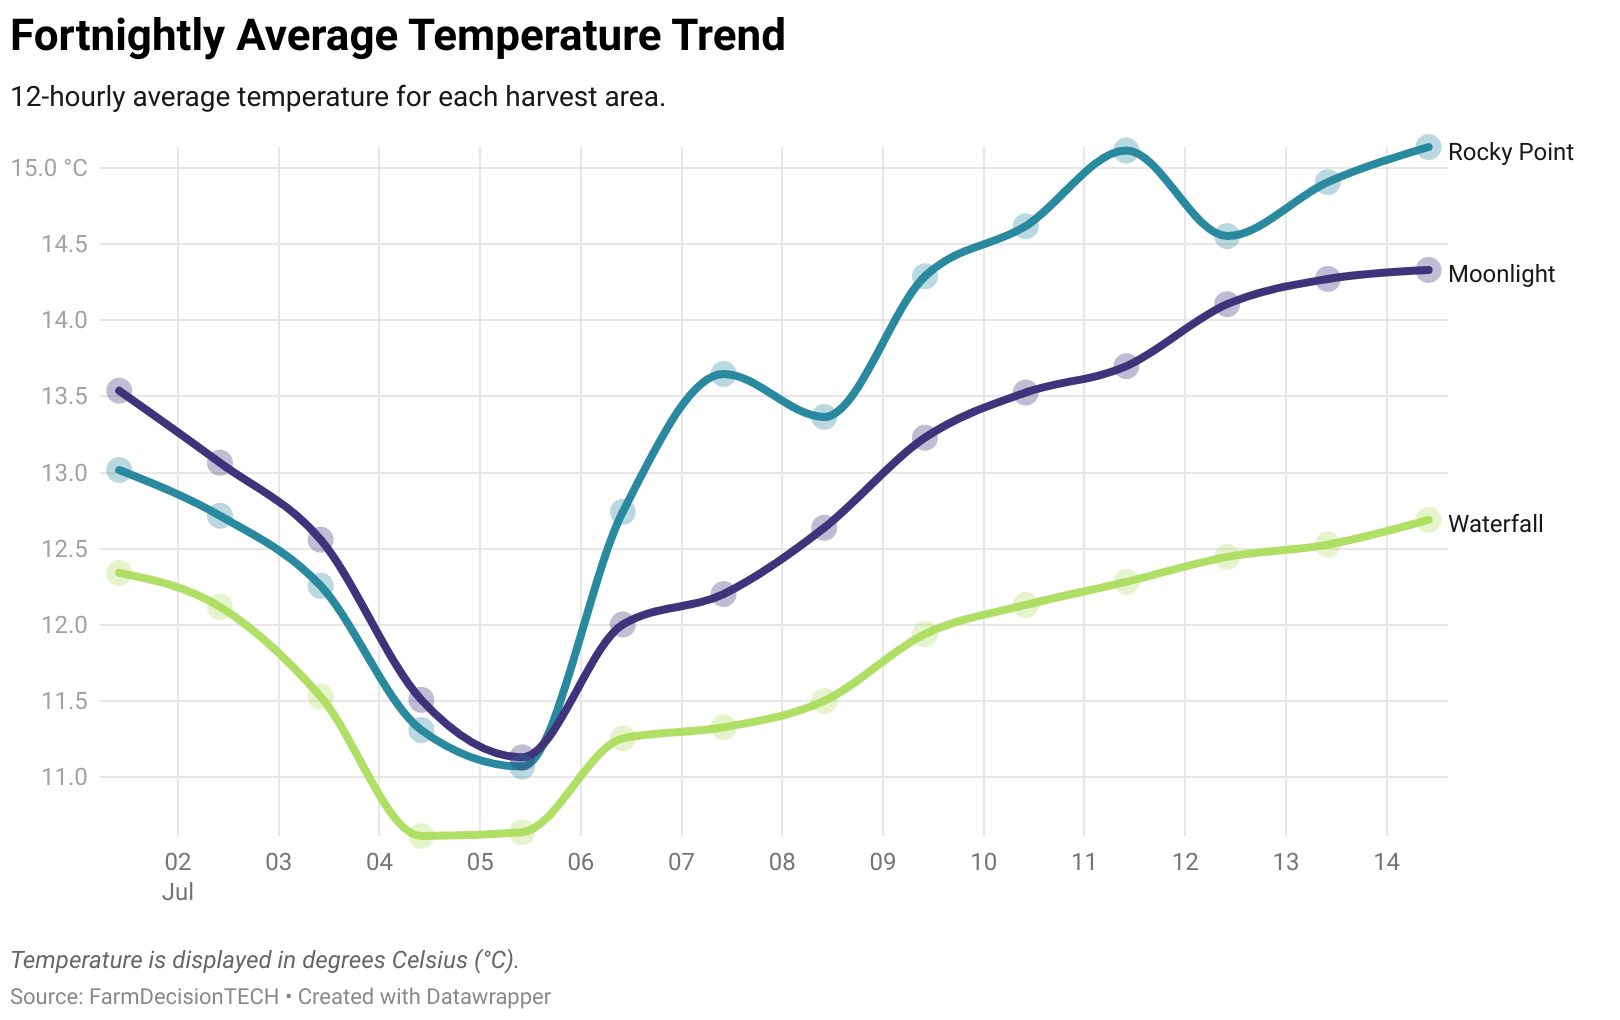 Fortnightly Average Temperature Trend
12-hourly average temperature for each harvest area.
15.0 °C
14.5
14.0
13.5
13.0
12.5
12.0
11.5
11.0
Rocky Point
Moonlight
Waterfall
02 03 04 05 06 07 08 09 10 11 12 13 14
Jul
Temperature is displayed in degrees Celsius (°C).
Source: FarmDecisionTECH • Created with Datawrapper